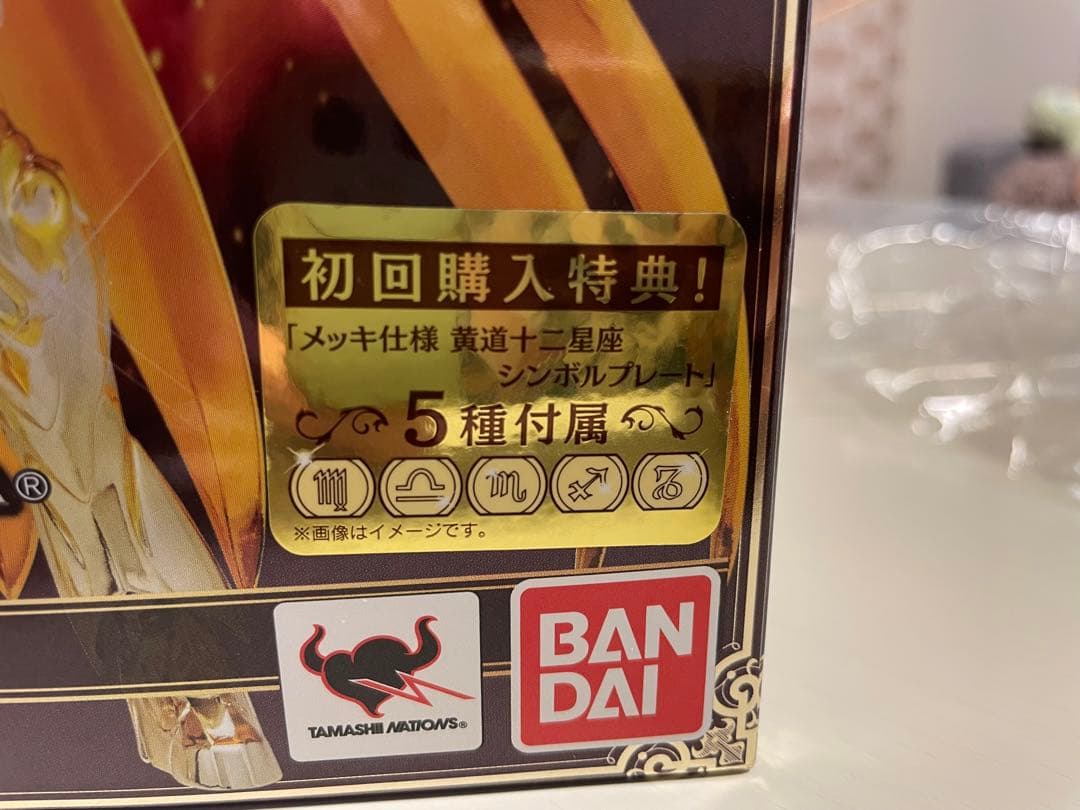 初回購入特典!
「メッキ仕様 黄道十二星座
シンボルプレート」
5種付属
※画像はイメージです。
®
TAMASHII NATIONS®
BAN
DAI